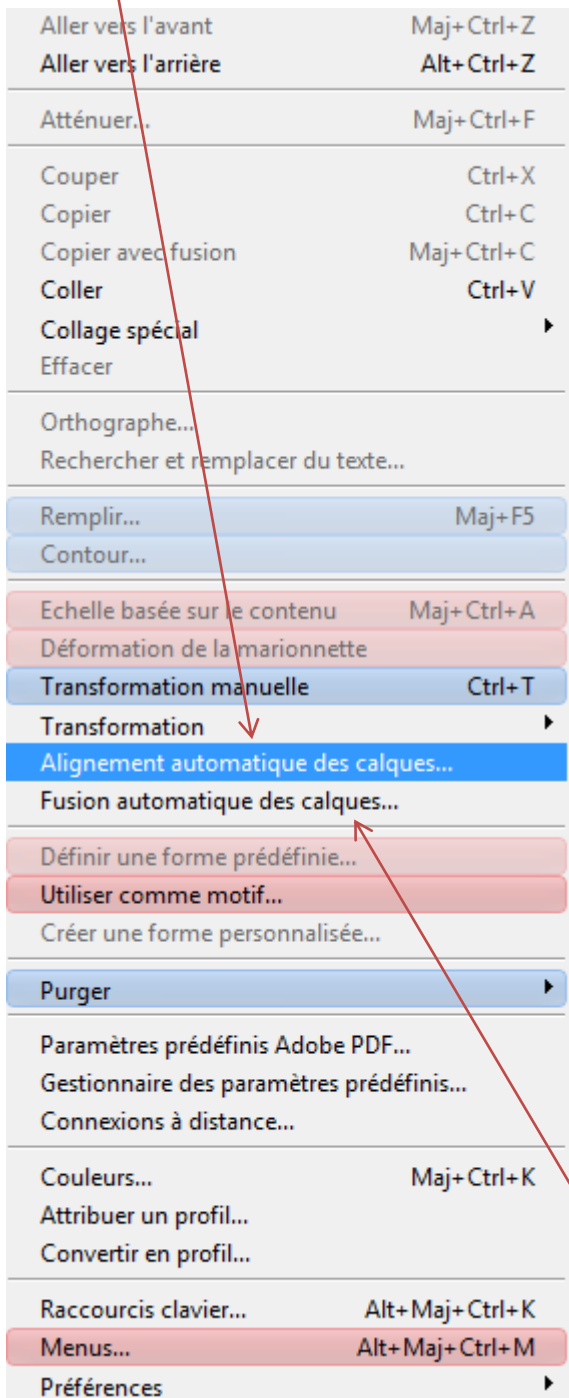 Aller vers l'avant Maj+Ctrl+Z
Aller vers l'arrière Alt+Ctrl+Z
Atténuer... Maj+Ctrl+F
Couper Ctrl+X
Copier Ctrl+C
Copier avec fusion Maj+Ctrl+C
Coller Ctrl+V
Collage spécial
Effacer
Orthographe...
Rechercher et remplacer du texte...
Remplir... Maj+F5
Contour...
Echelle basée sur le contenu Maj+Ctrl+A
Déformation de la marionnette
Transformation manuelle Ctrl+T
Transformation
Alignement automatique des calques...
Fusion automatique des calques...
Définir une forme prédéfinie...
Utiliser comme motif...
Créer une forme personnalisée...
Purger
Paramètres prédéfinis Adobe PDF...
Gestionnaire des paramètres prédéfinis...
Connexions à distance...
Couleurs... Maj+Ctrl+K
Attribuer un profil...
Convertir en profil...
Raccourcis clavier... Alt+Maj+Ctrl+K
Menus... Alt+Maj+Ctrl+M
Préférences